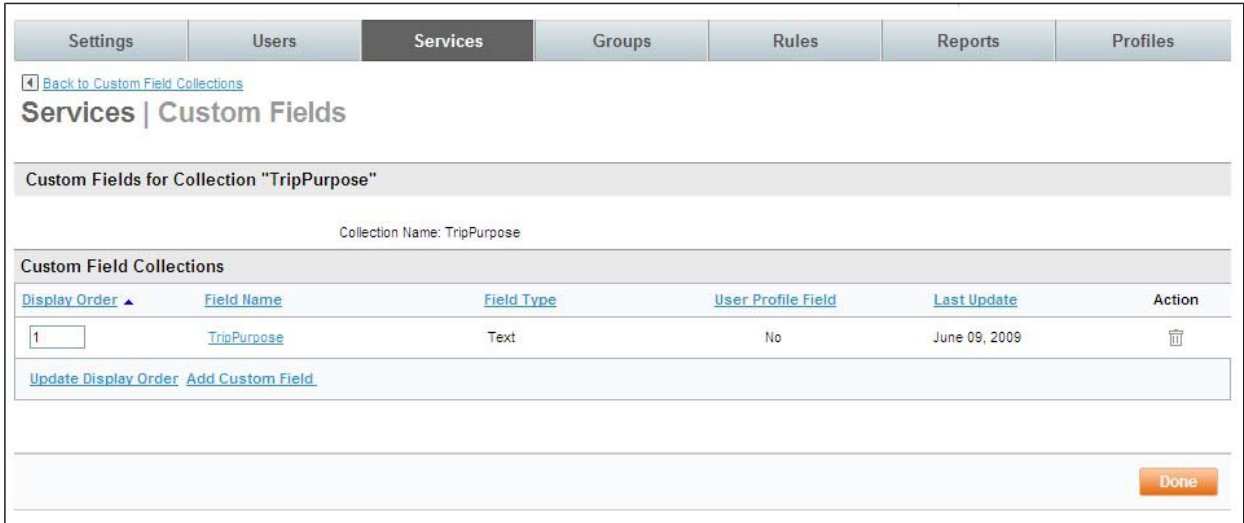 Settings Users Services Groups Rules Reports Profiles
Back to Custom Field Collections
Services | Custom Fields
Custom Fields for Collection "TripPurpose"
Collection Name: TripPurpose
Custom Field Collections
Display Order Field Name Field Type User Profile Field Last Update Action
1 TripPurpose Text No June 09, 2009
Update Display Order Add Custom Field
Done